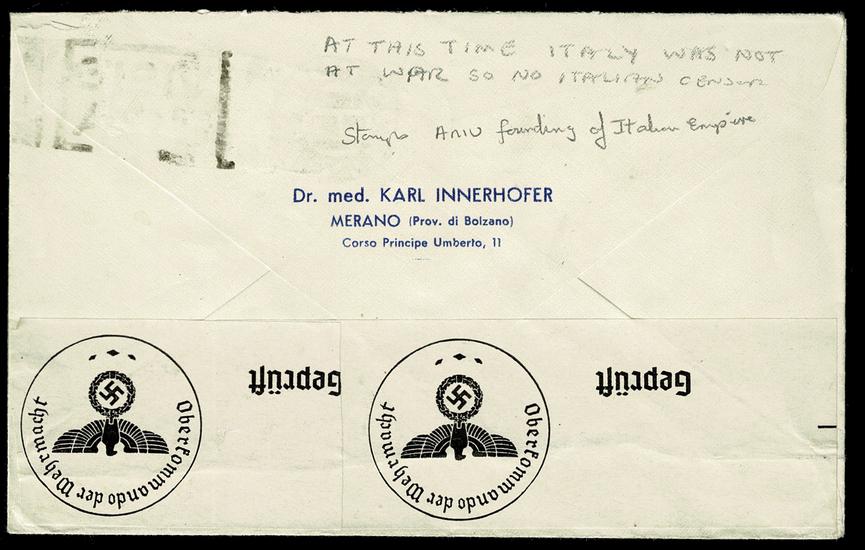 AT THIS TIME ITALY WAS NOT
AT WAR SO NO ITALIAN CENSOR
Stamps ANIV founding of Italian Empire
Dr. med. KARL INNERHOFER
MERANO (Prov. di Bolzano)
Corso Principe Umberto, 11
Geprüft
Geprüft
Oberkommando der Wehrmacht
Oberkommando der Wehrmacht